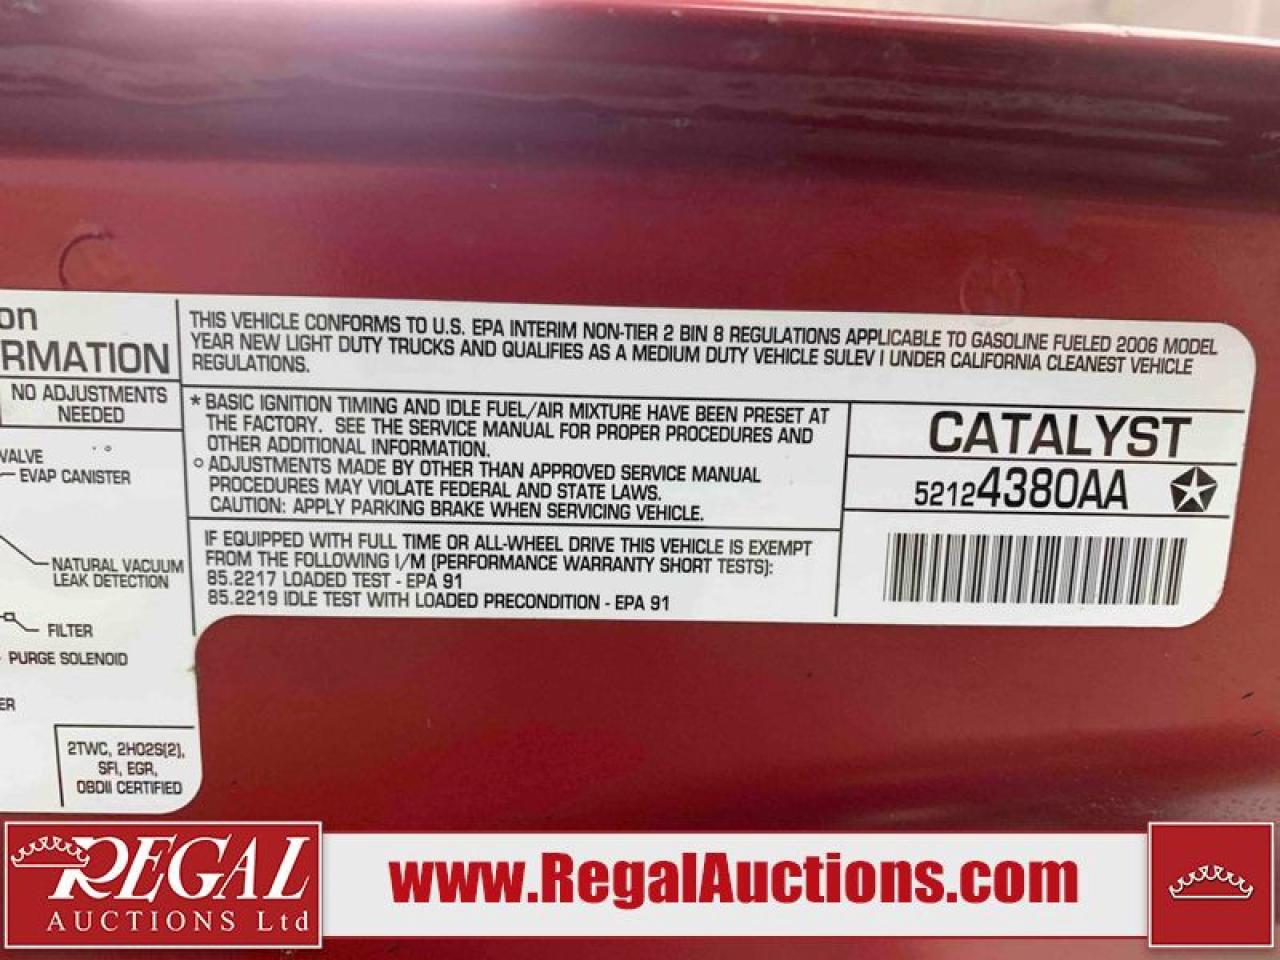 on
RMATION
NO ADJUSTMENTS
NEEDED
VALVE
EVAP CANISTER
NATURAL VACUUM
LEAK DETECTION
FILTER
PURGE SOLENOID
ER
2TWC, 2HO2S(2),
SFI, EGR,
OBDII CERTIFIED
THIS VEHICLE CONFORMS TO U.S. EPA INTERIM NON-TIER 2 BIN 8 REGULATIONS APPLICABLE TO GASOLINE FUELED 2006 MODEL
YEAR NEW LIGHT DUTY TRUCKS AND QUALIFIES AS A MEDIUM DUTY VEHICLE SULEV I UNDER CALIFORNIA CLEANEST VEHICLE
REGULATIONS.
* BASIC IGNITION TIMING AND IDLE FUEL/AIR MIXTURE HAVE BEEN PRESET AT
THE FACTORY. SEE THE SERVICE MANUAL FOR PROPER PROCEDURES AND
OTHER ADDITIONAL INFORMATION.
○ ADJUSTMENTS MADE BY OTHER THAN APPROVED SERVICE MANUAL
PROCEDURES MAY VIOLATE FEDERAL AND STATE LAWS.
CAUTION: APPLY PARKING BRAKE WHEN SERVICING VEHICLE.
IF EQUIPPED WITH FULL TIME OR ALL-WHEEL DRIVE THIS VEHICLE IS EXEMPT
FROM THE FOLLOWING I/M (PERFORMANCE WARRANTY SHORT TESTS):
85.2217 LOADED TEST - EPA 91
85.2219 IDLE TEST WITH LOADED PRECONDITION - EPA 91
CATALYST
52124380AA
REGAL
AUCTIONS Ltd
www.RegalAuctions.com